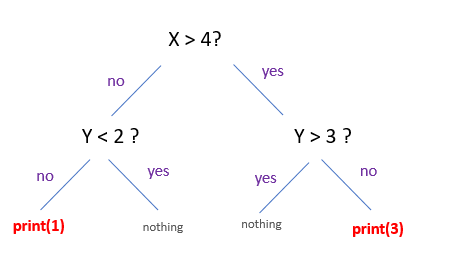 X > 4?
no
yes
Y < 2 ?
Y > 3 ?
no
yes
yes
no
print(1)
nothing
nothing
print(3)